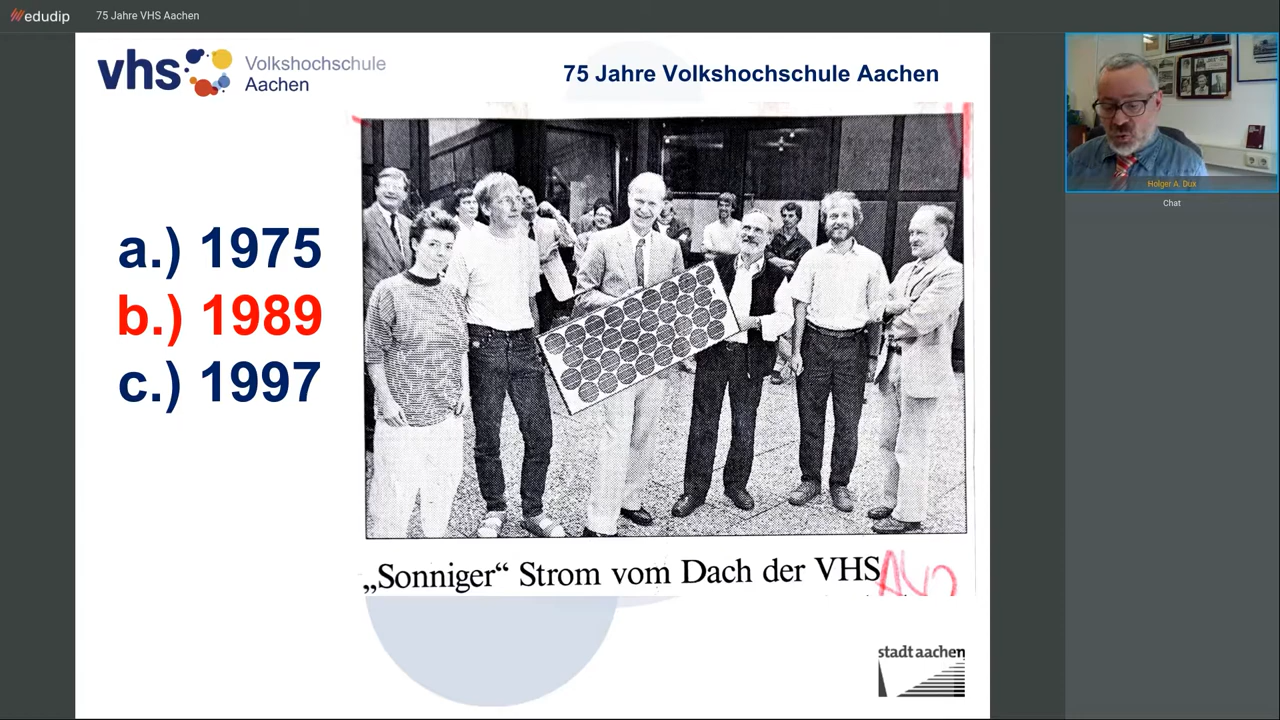 edudip
75 Jahre VHS Aachen
vhs
Volkshochschule
Aachen
75 Jahre Volkshochschule Aachen
a.) 1975
b.) 1989
c.) 1997
„Sonniger“ Strom vom Dach der VHS
stadt aachen
Holger A. Dux
Chat